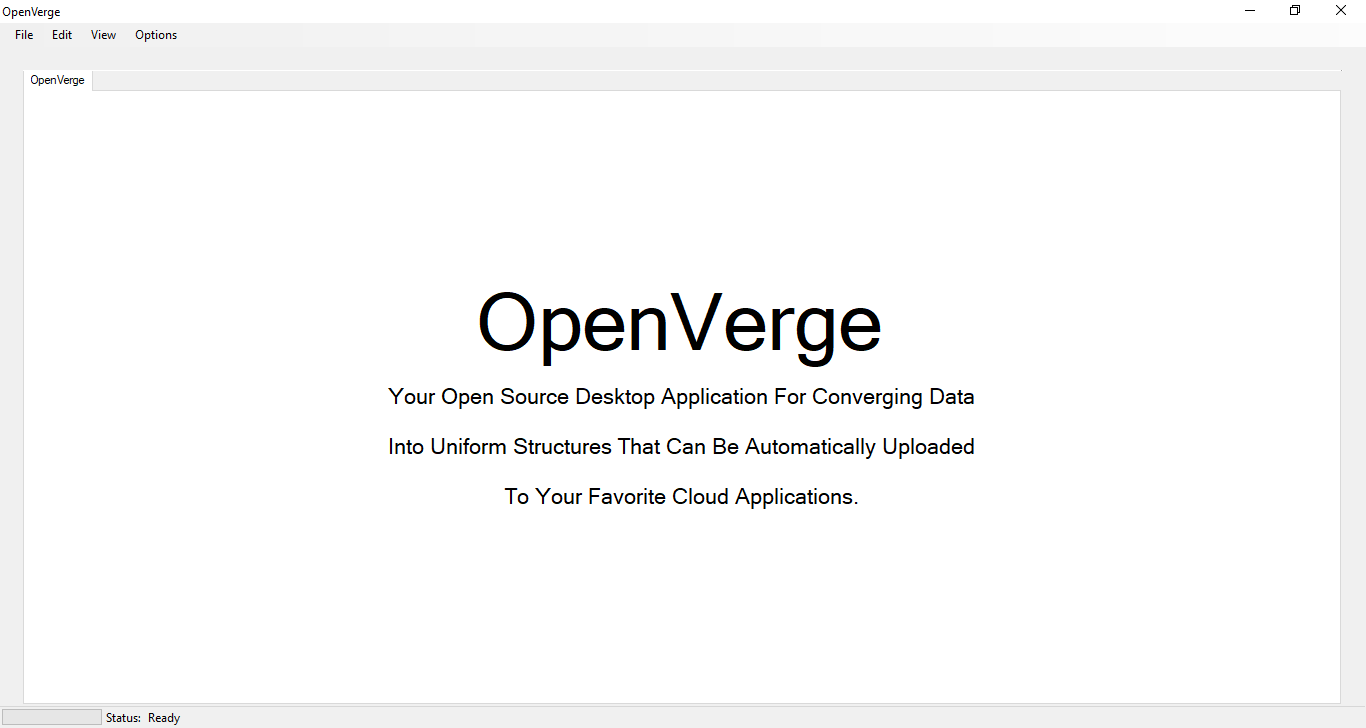 OpenVerge
File Edit View Options
OpenVerge
OpenVerge
Your Open Source Desktop Application For Converging Data
Into Uniform Structures That Can Be Automatically Uploaded
To Your Favorite Cloud Applications.
Status: Ready